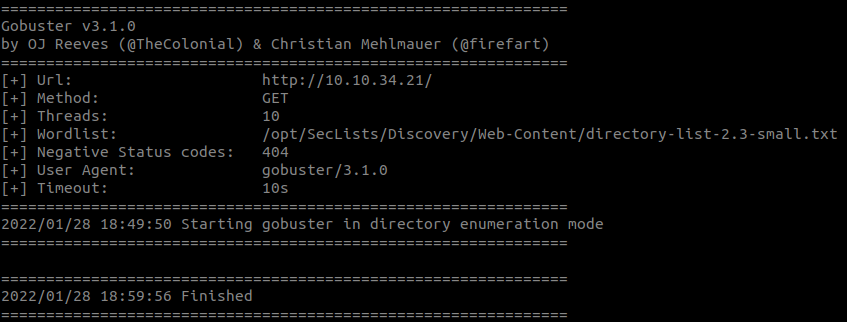 ===============================================================
Gobuster v3.1.0
by OJ Reeves (@TheColonial) & Christian Mehlmauer (@firefart)
===============================================================
[+] Url:                     http://10.10.34.21/
[+] Method:                  GET
[+] Threads:                 10
[+] Wordlist:                /opt/SecLists/Discovery/Web-Content/directory-list-2.3-small.txt
[+] Negative Status codes:   404
[+] User Agent:              gobuster/3.1.0
[+] Timeout:                 10s
===============================================================
2022/01/28 18:49:50 Starting gobuster in directory enumeration mode
===============================================================
===============================================================
2022/01/28 18:59:56 Finished
===============================================================